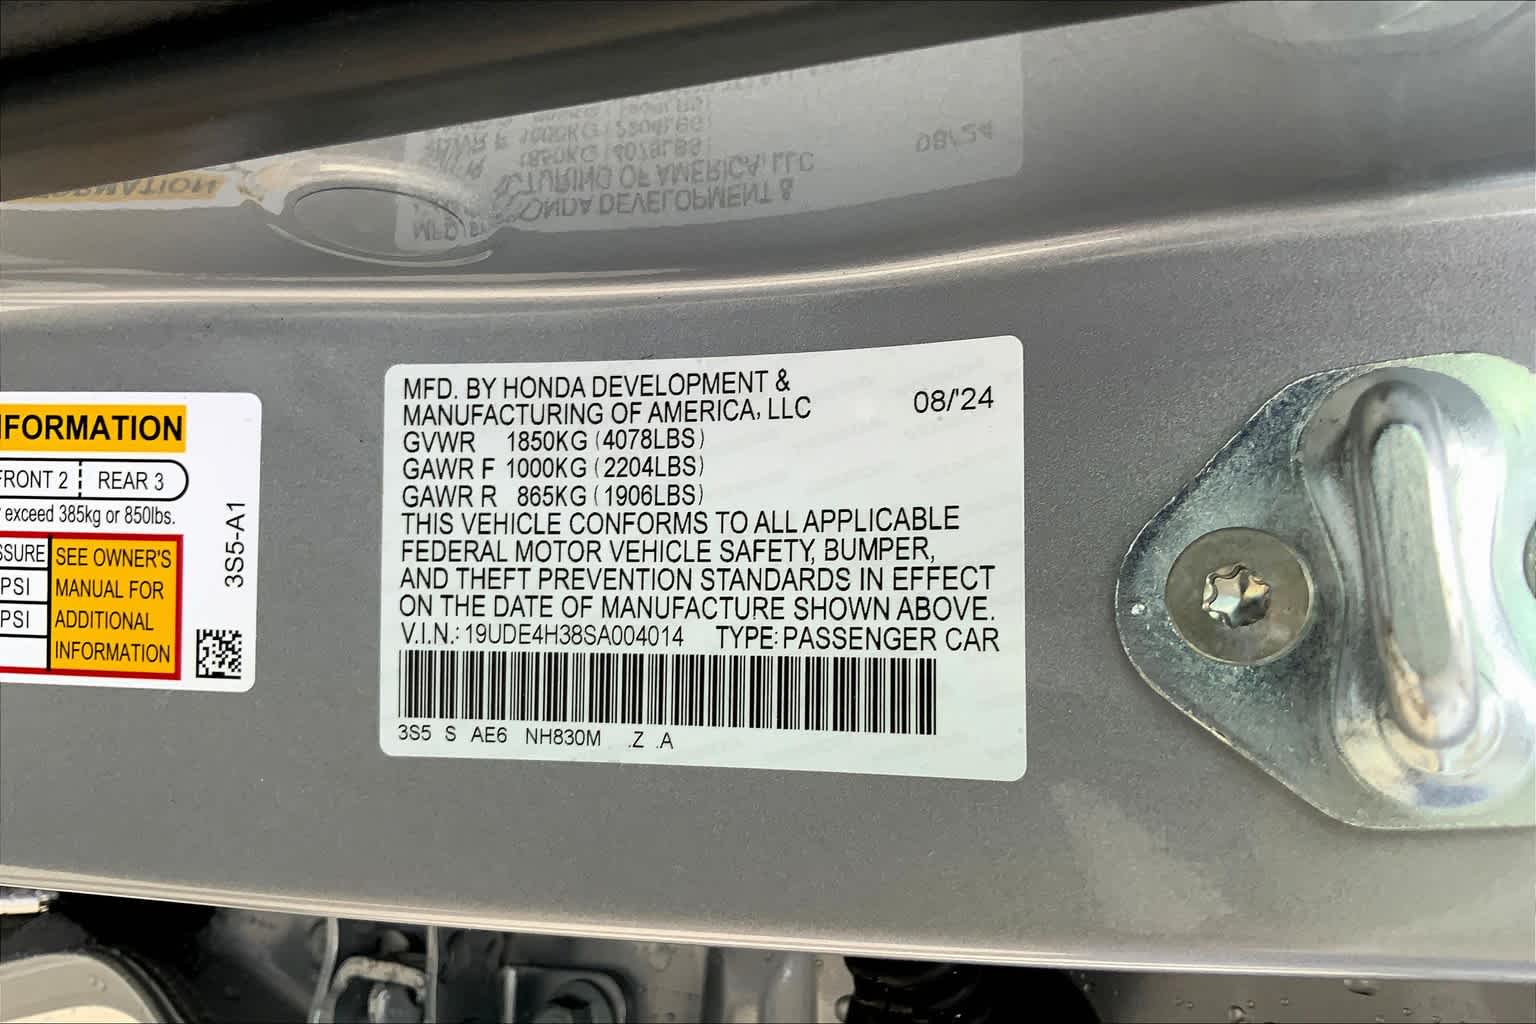 MFD. BY HONDA DEVELOPMENT &
MANUFACTURING OF AMERICA, LLC
08/'24
GVWR 1850KG (4078LBS)
GAWR F 1000KG (2204LBS)
GAWR R 865KG (1906LBS)
THIS VEHICLE CONFORMS TO ALL APPLICABLE
FEDERAL MOTOR VEHICLE SAFETY, BUMPER,
AND THEFT PREVENTION STANDARDS IN EFFECT
ON THE DATE OF MANUFACTURE SHOWN ABOVE.
V.I.N.: 19UDE4H38SA004014 TYPE: PASSENGER CAR
3S5 S AE6 NH830M .Z .A
NFORMATION
FRONT 2 REAR 3
exceed 385kg or 850lbs.
SSURE
PSI
PSI
SEE OWNER'S
MANUAL FOR
ADDITIONAL
INFORMATION
3S5-A1